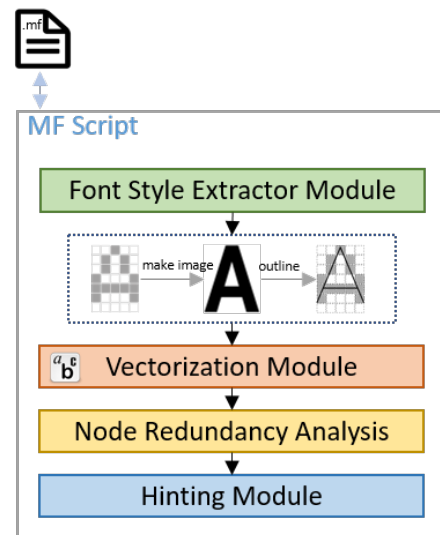 .mf
MF Script
Font Style Extractor Module
make image
A
outline
A
a b c
Vectorization Module
Node Redundancy Analysis
Hinting Module